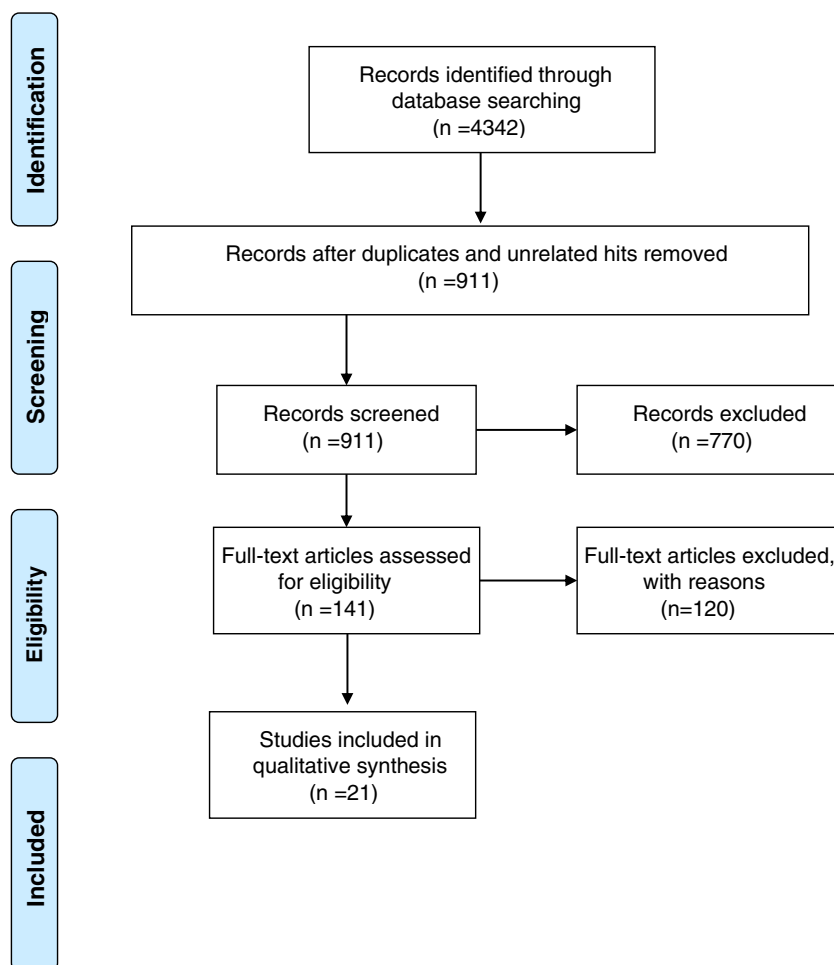 Identification
Records identified through
database searching
(n =4342)
Records after duplicates and unrelated hits removed
(n =911)
Screening
Records screened
(n =911)
Records excluded
(n =770)
Eligibility
Full-text articles assessed
for eligibility
(n =141)
Full-text articles excluded,
with reasons
(n=120)
Studies included in
qualitative synthesis
(n =21)
Included